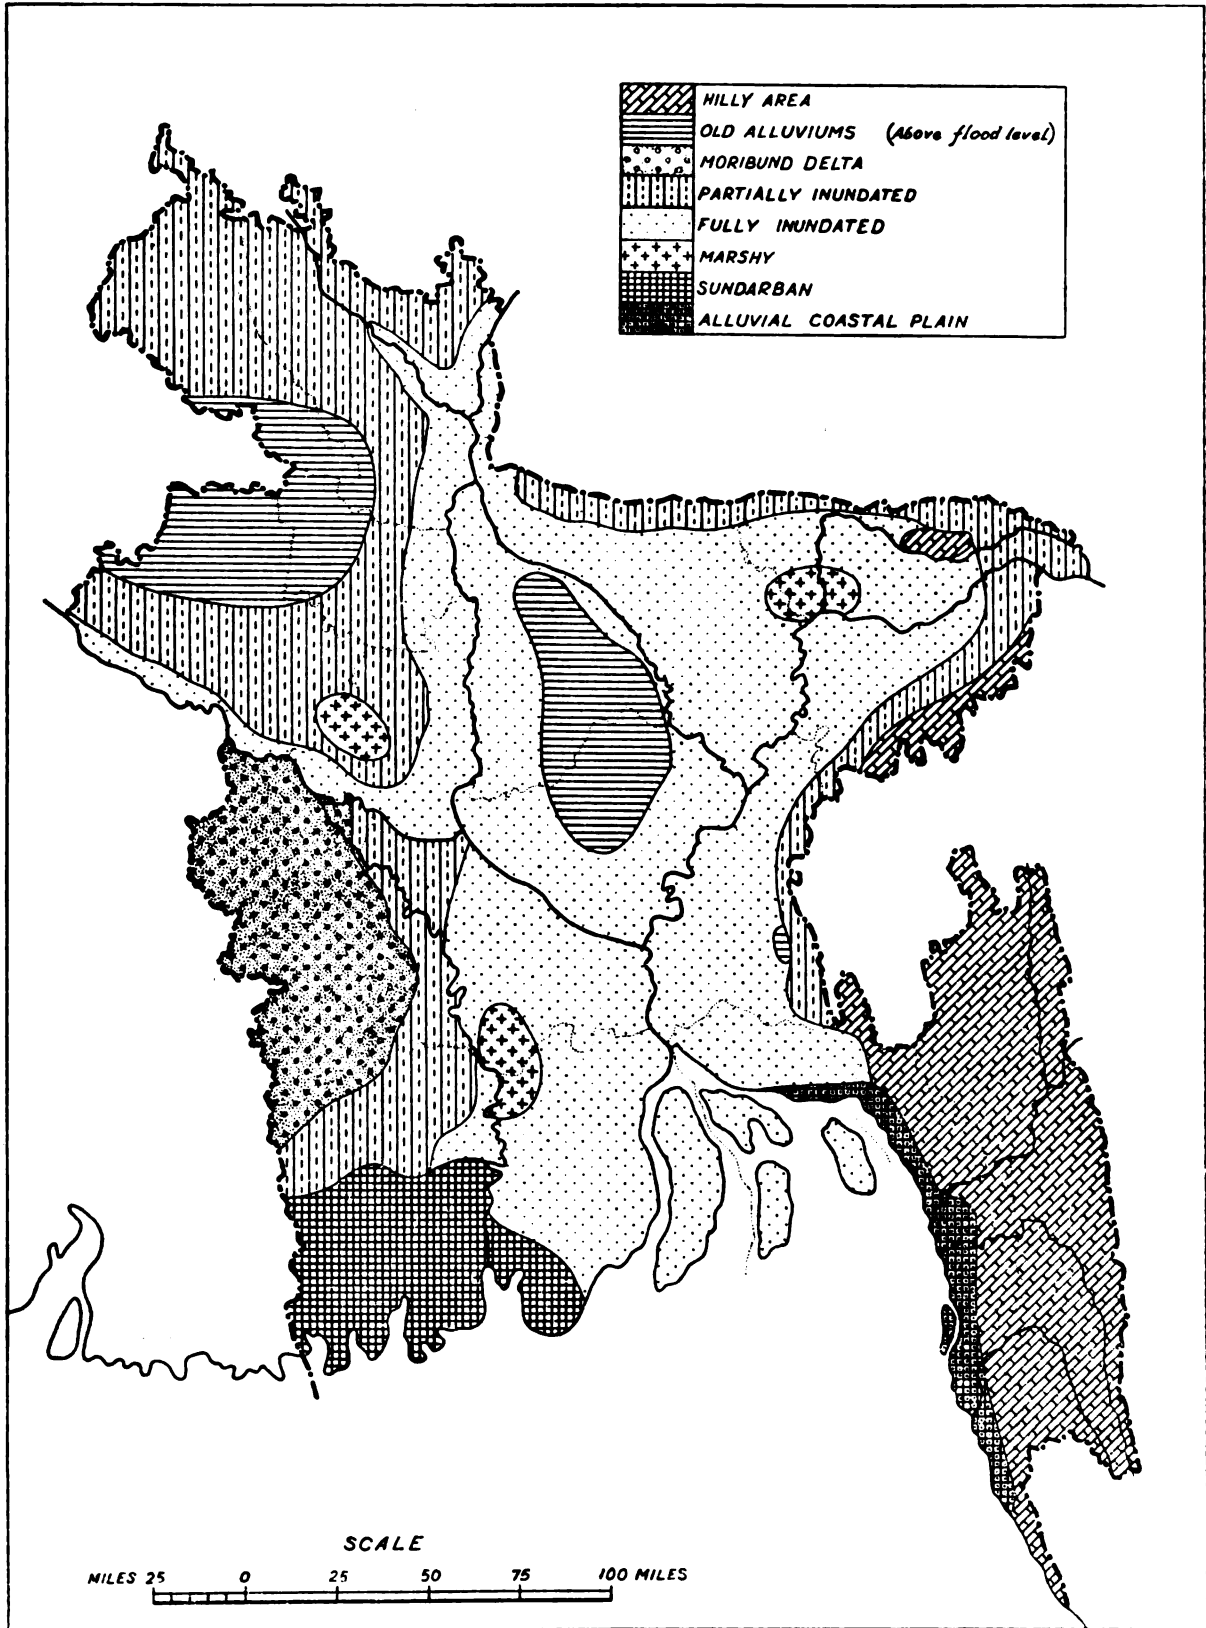 HILLY AREA
OLD ALLUVIUMS (Above flood level)
MORIBUND DELTA
PARTIALLY INUNDATED
FULLY INUNDATED
MARSHY
SUNDARBAN
ALLUVIAL COASTAL PLAIN
SCALE
MILES 25 0 25 50 75 100 MILES